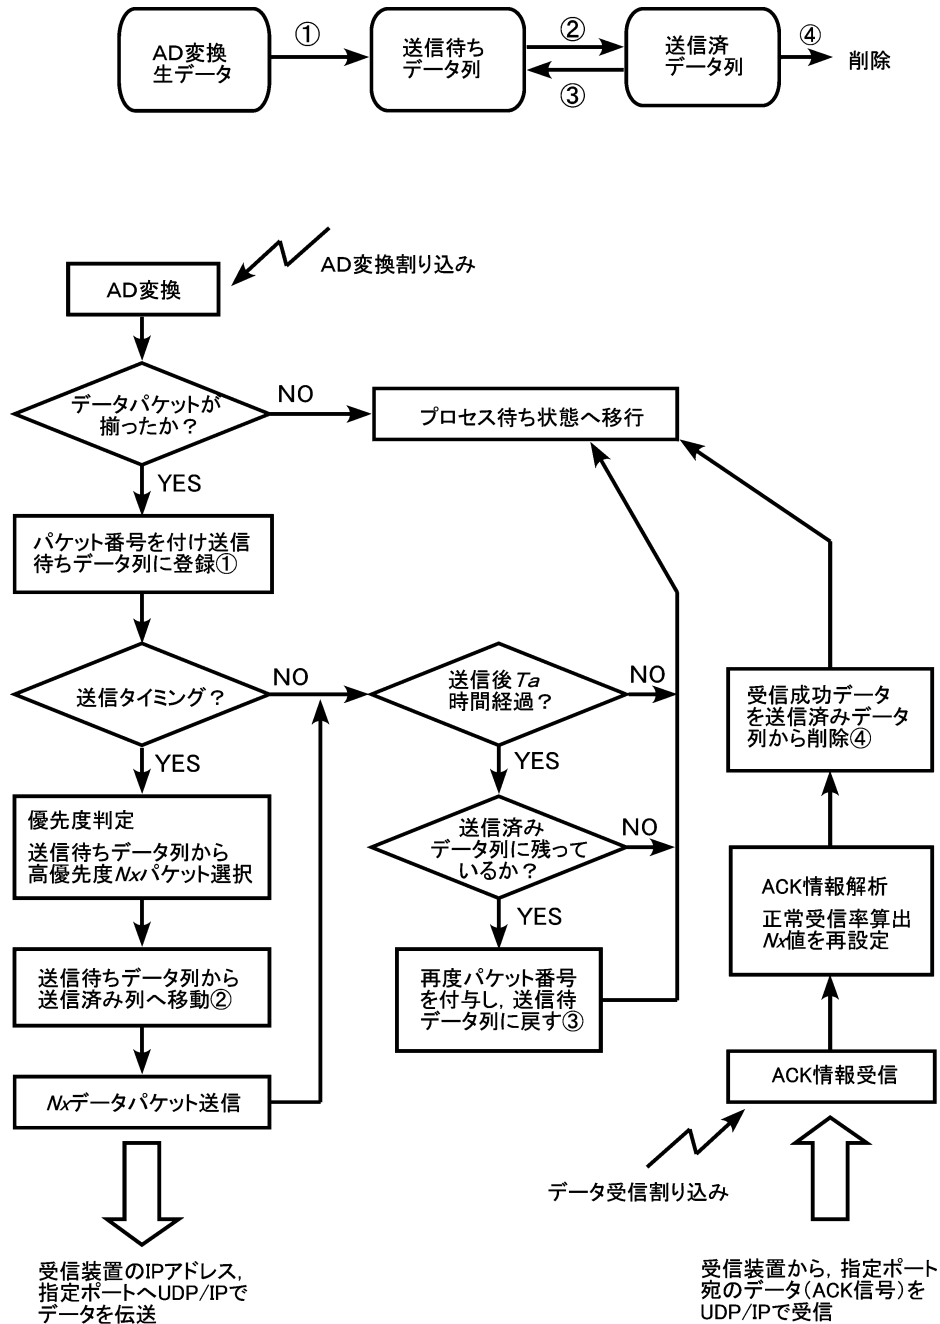 AD変換
生データ
①
送信待ち
データ列
②
③
送信済
データ列
④
削除
AD変換割り込み
AD変換
データパケットが
揃ったか？
NO
プロセス待ち状態へ移行
YES
パケット番号を付け送信
待ちデータ列に登録①
送信タイミング？
NO
送信後Ta
時間経過？
NO
受信成功データ
を送信済みデータ
列から削除④
YES
YES
優先度判定
送信待ちデータ列から
高優先度Nxパケット選択
送信済み
データ列に残って
いるか？
NO
ACK情報解析
正常受信率算出
Nx値を再設定
YES
送信待ちデータ列から
送信済み列へ移動②
再度パケット番号
を付与し，送信待
データ列に戻す③
Nxデータパケット送信
ACK情報受信
データ受信割り込み
受信装置のIPアドレス，
指定ポートへUDP/IPで
データを伝送
受信装置から，指定ポート
宛のデータ（ACK信号）を
UDP/IPで受信